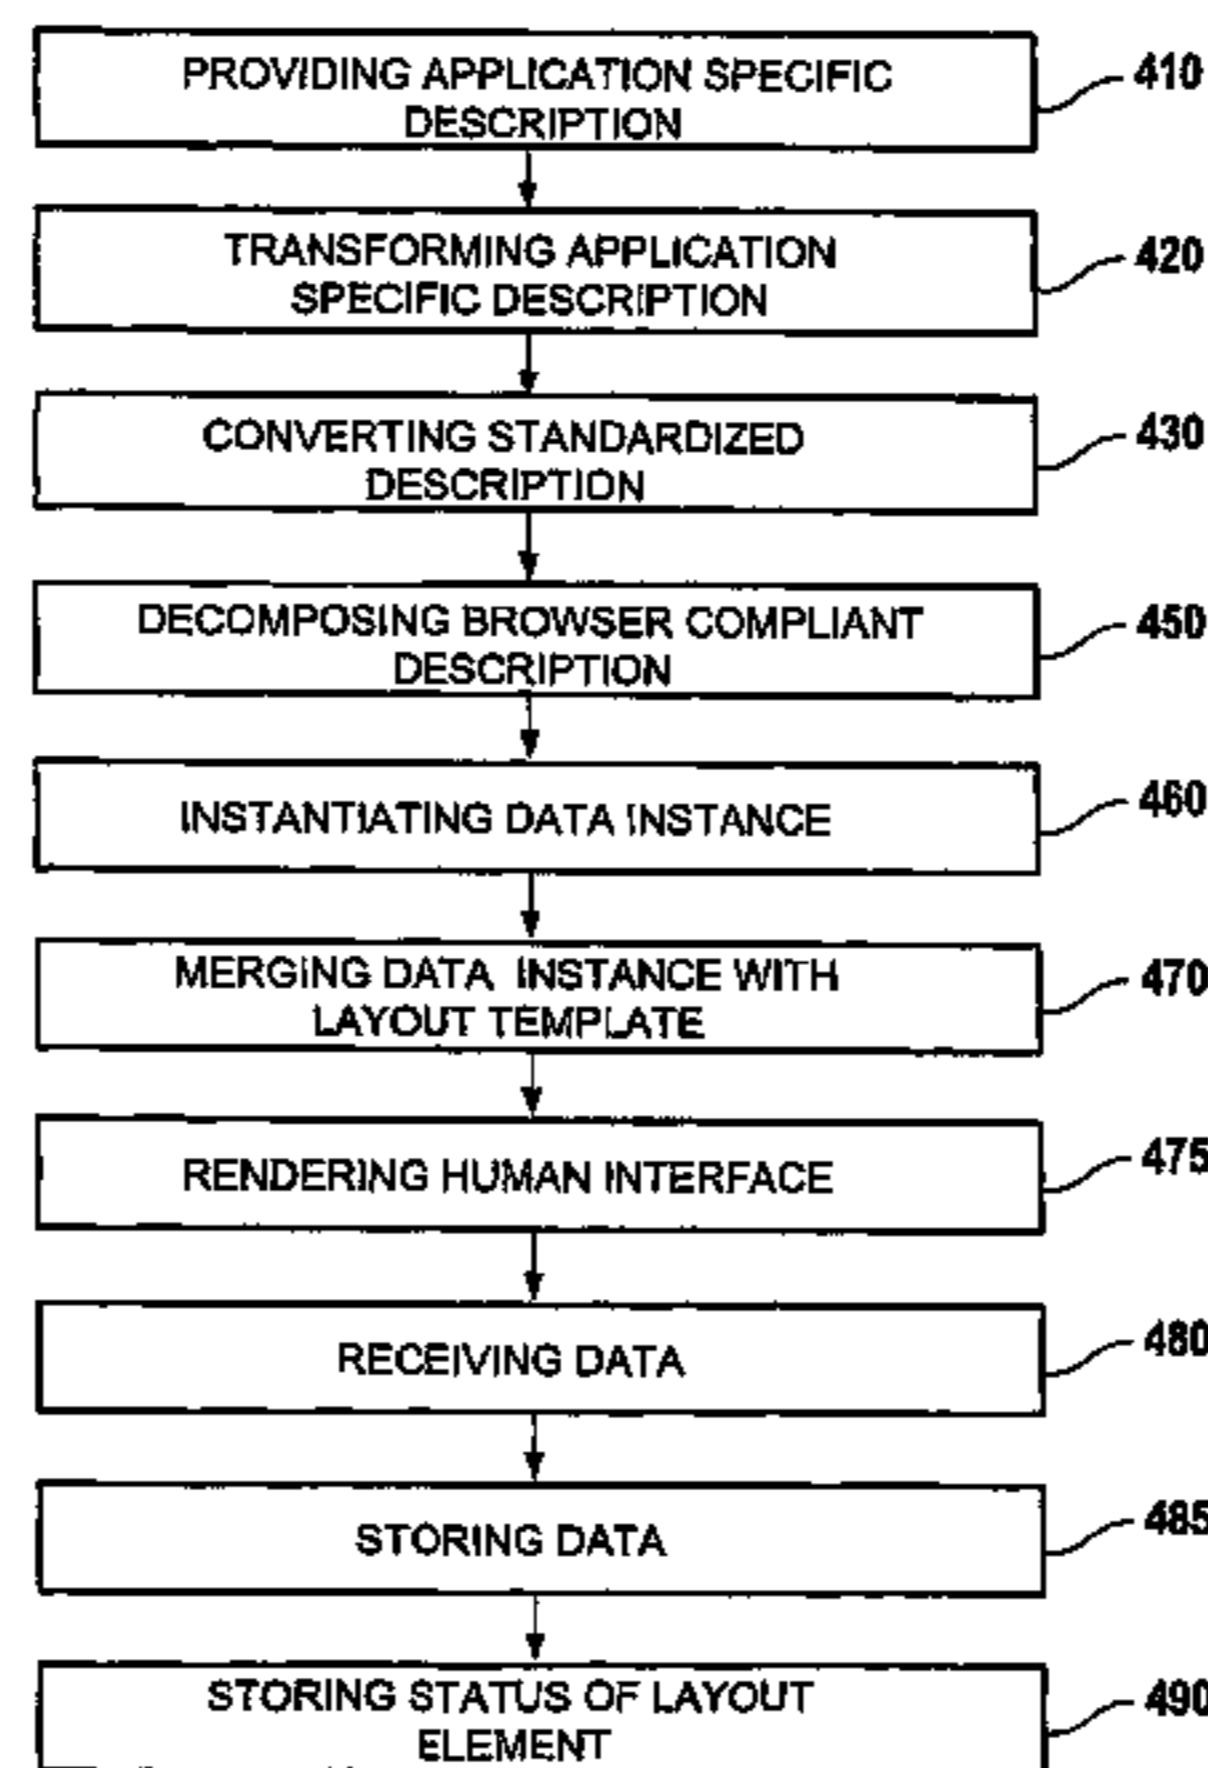 PROVIDING APPLICATION SPECIFIC
DESCRIPTION
410
TRANSFORMING APPLICATION
SPECIFIC DESCRIPTION
420
CONVERTING STANDARDIZED
DESCRIPTION
430
DECOMPOSING BROWSER COMPLIANT
DESCRIPTION
450
INSTANTIATING DATA INSTANCE
460
MERGING DATA INSTANCE WITH
LAYOUT TEMPLATE
470
RENDERING HUMAN INTERFACE
475
RECEIVING DATA
480
STORING DATA
485
STORING STATUS OF LAYOUT
ELEMENT
490